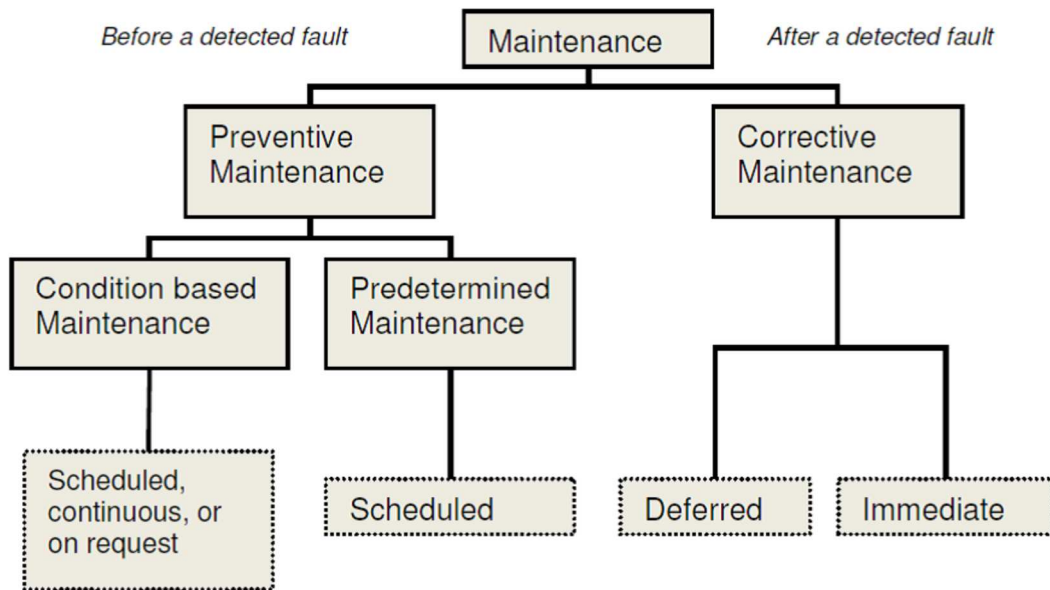 Before a detected fault
Maintenance
After a detected fault
Preventive
Maintenance
Corrective
Maintenance
Condition based
Maintenance
Predetermined
Maintenance
Scheduled,
continuous, or
on request
Scheduled
Deferred
Immediate